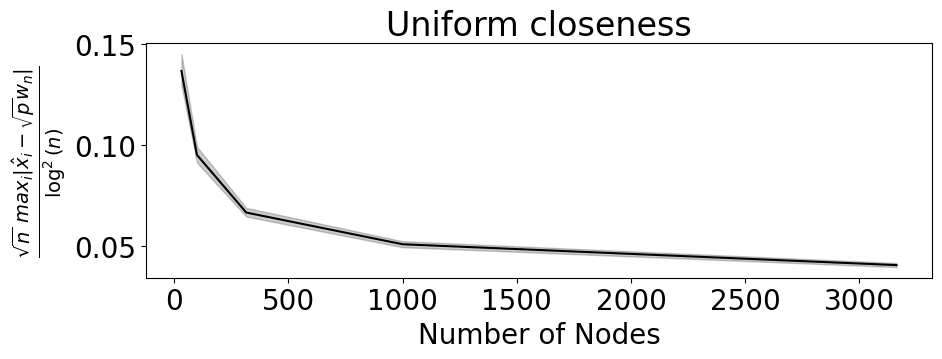 Uniform closeness
√n max_i|x̂_i − √p w_n|
log²(n)
0.15
0.10
0.05
0 500 1000 1500 2000 2500 3000
Number of Nodes